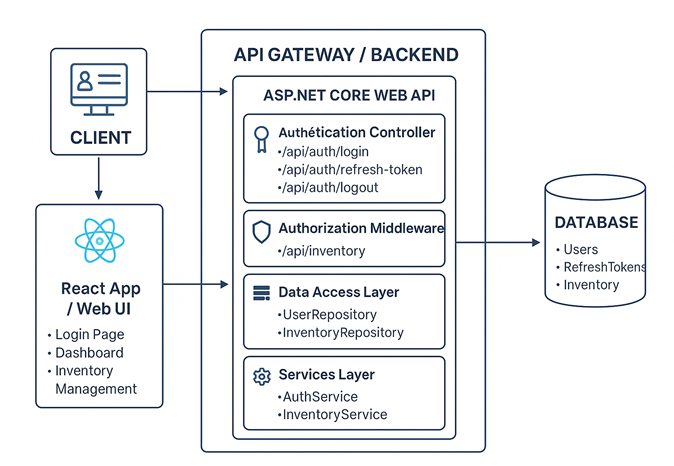 API GATEWAY / BACKEND
CLIENT
React App
/ Web UI
• Login Page
• Dashboard
• Inventory
Management
ASP.NET CORE WEB API
Authétication Controller
•/api/auth/login
•/api/auth/refresh-token
•/api/auth/logout
Authorization Middleware
•/api/inventory
Data Access Layer
•UserRepository
•InventoryRepository
Services Layer
•AuthService
•InventoryService
DATABASE
• Users
• RefreshTokens
• Inventory